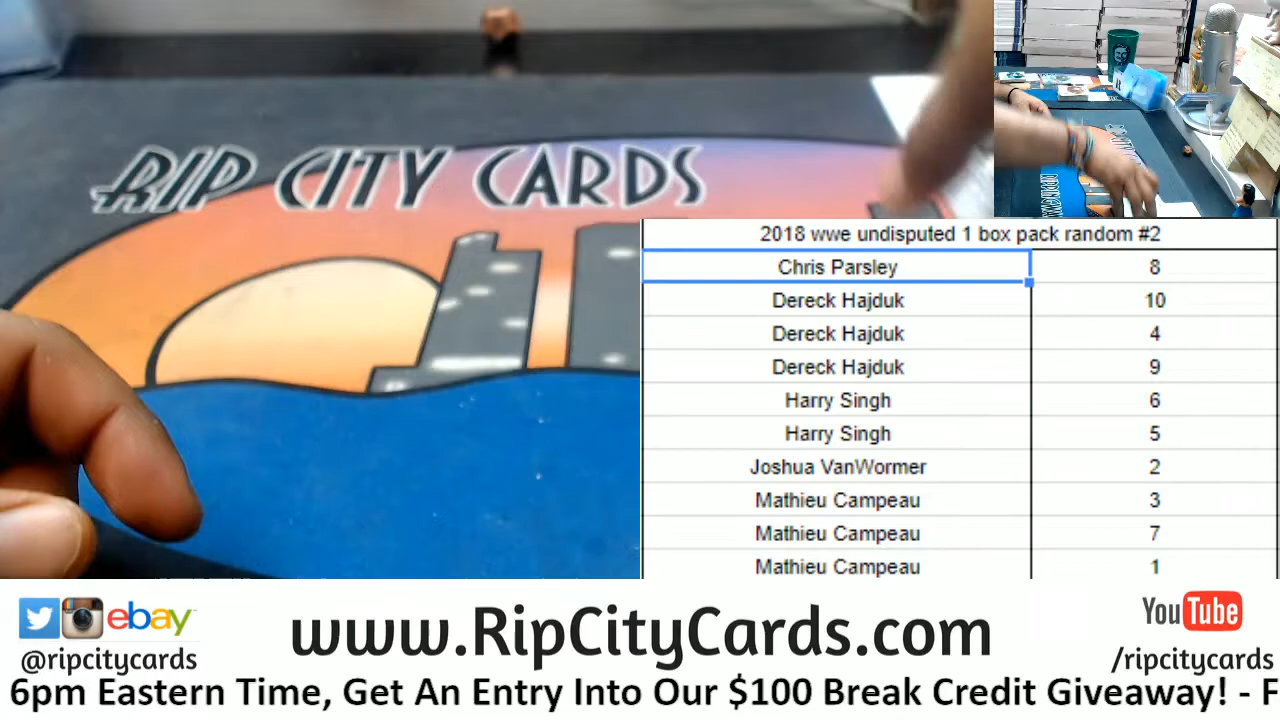 RIP CITY CARDS
2018 wwe undisputed 1 box pack random #2
Chris Parsley 8
Dereck Hajduk 10
Dereck Hajduk 4
Dereck Hajduk 9
Harry Singh 6
Harry Singh 5
Joshua VanWormer 2
Mathieu Campeau 3
Mathieu Campeau 7
Mathieu Campeau 1
ebay
@ripcitycards
www.RipCityCards.com
YouTube
/ripcitycards
6pm Eastern Time, Get An Entry Into Our $100 Break Credit Giveaway! - F